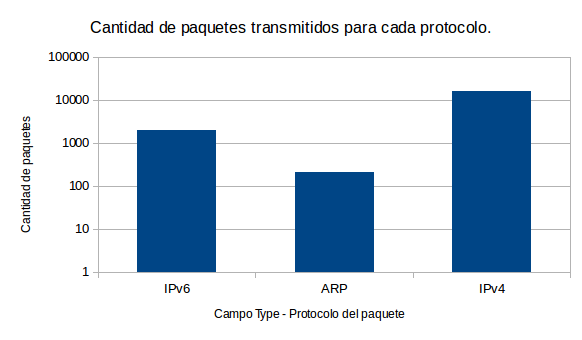 Cantidad de paquetes transmitidos para cada protocolo.
100000
10000
1000
100
10
1
Cantidad de paquetes
IPv6 ARP IPv4
Campo Type - Protocolo del paquete